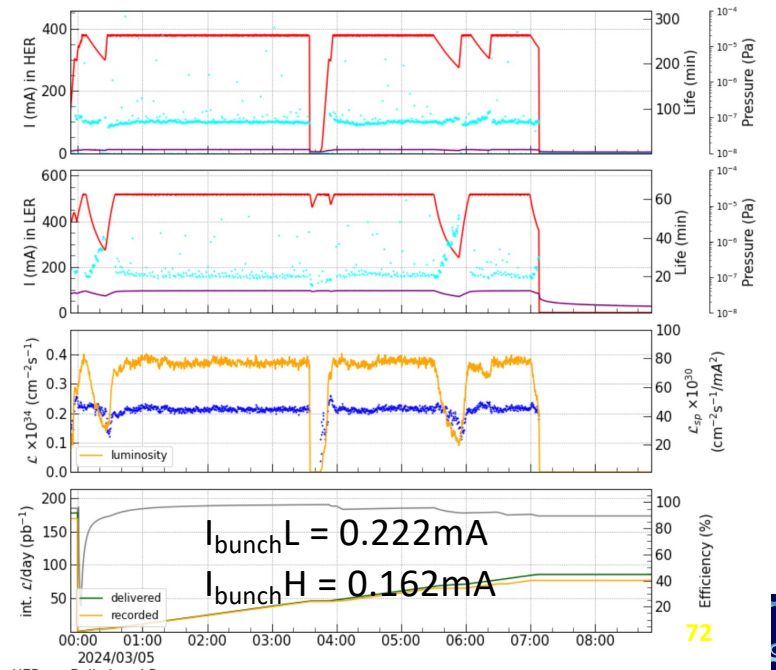 400
200
0
I (mA) in HER
300
200
100
Life (min)
10⁻⁴
10⁻⁵
10⁻⁶
10⁻⁷
10⁻⁸
Pressure (Pa)
600
400
200
0
I (mA) in LER
60
40
20
Life (min)
10⁻⁴
10⁻⁵
10⁻⁶
10⁻⁷
10⁻⁸
Pressure (Pa)
0.4
0.3
0.2
0.1
0.0
ℒ ×10³⁴ (cm⁻²s⁻¹)
luminosity
100
80
60
40
20
ℒsp ×10³⁰
(cm⁻²s⁻¹/mA²)
200
150
100
50
int. ℒ/day (pb⁻¹)
IbunchL = 0.222mA
IbunchH = 0.162mA
delivered
recorded
100
80
60
40
20
Efficiency (%)
00:00 01:00 02:00 03:00 04:00 05:00 06:00 07:00 08:00
2024/03/05
72